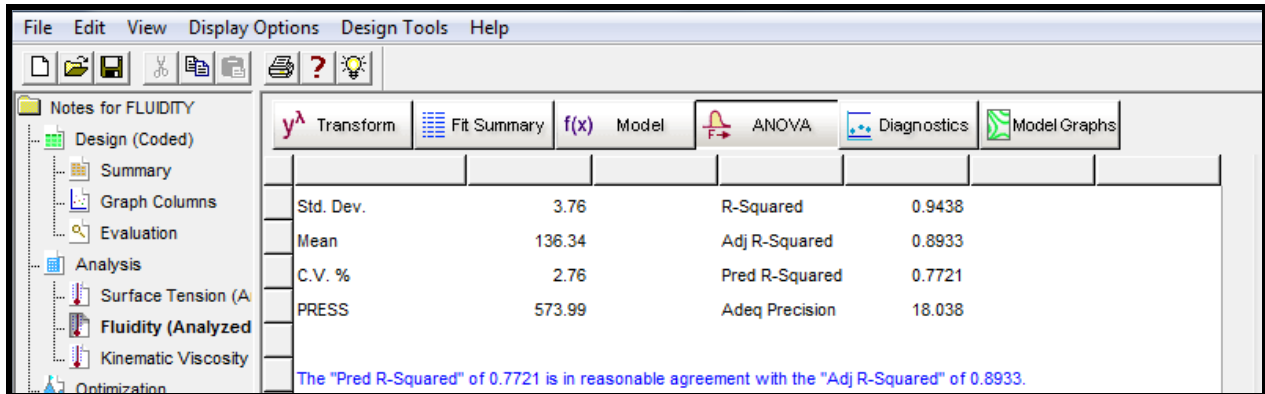 File Edit View Display Options Design Tools Help
Notes for FLUIDITY
Design (Coded)
Summary
Graph Columns
Evaluation
Analysis
Surface Tension (A
Fluidity (Analyzed
Kinematic Viscosity
Optimization
yλ Transform Fit Summary f(x) Model F ANOVA Diagnostics Model Graphs
Std. Dev. 3.76 R-Squared 0.9438
Mean 136.34 Adj R-Squared 0.8933
C.V. % 2.76 Pred R-Squared 0.7721
PRESS 573.99 Adeq Precision 18.038
The "Pred R-Squared" of 0.7721 is in reasonable agreement with the "Adj R-Squared" of 0.8933.